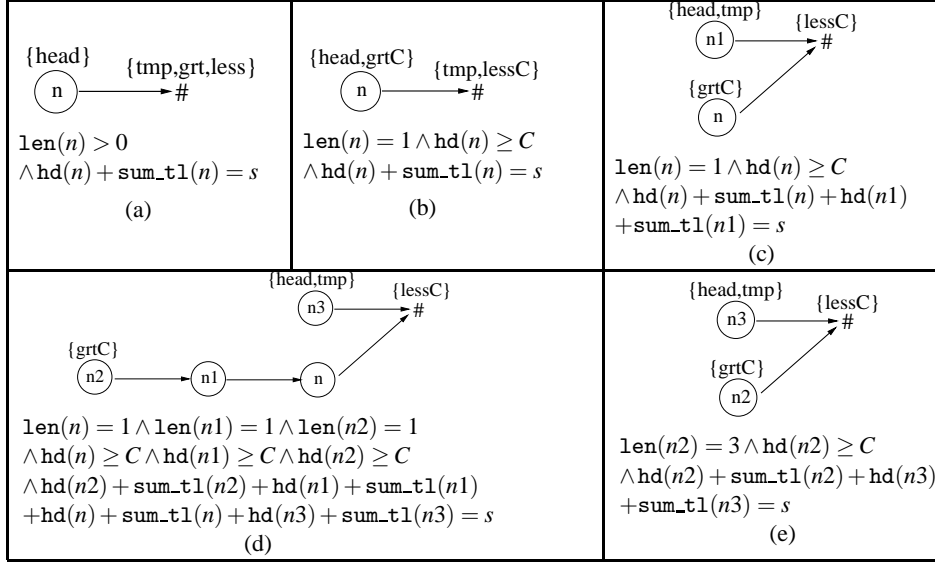 {head}
{tmp,grt,less}
n
#
len(n) > 0
∧hd(n) + sum_tl(n) = s
(a)
{head,grtC}
{tmp,lessC}
n
#
len(n) = 1 ∧ hd(n) ≥ C
∧hd(n) + sum_tl(n) = s
(b)
{head,tmp}
{lessC}
n1
#
{grtC}
n
len(n) = 1 ∧ hd(n) ≥ C
∧hd(n) + sum_tl(n) + hd(n1)
+sum_tl(n1) = s
(c)
{head,tmp}
{lessC}
n3
#
{grtC}
n2
n1
n
len(n) = 1 ∧ len(n1) = 1 ∧ len(n2) = 1
∧hd(n) ≥ C ∧ hd(n1) ≥ C ∧ hd(n2) ≥ C
∧hd(n2) + sum_tl(n2) + hd(n1) + sum_tl(n1)
+hd(n) + sum_tl(n) + hd(n3) + sum_tl(n3) = s
(d)
{head,tmp}
{lessC}
n3
#
{grtC}
n2
len(n2) = 3 ∧ hd(n2) ≥ C
∧hd(n2) + sum_tl(n2) + hd(n3)
+sum_tl(n3) = s
(e)